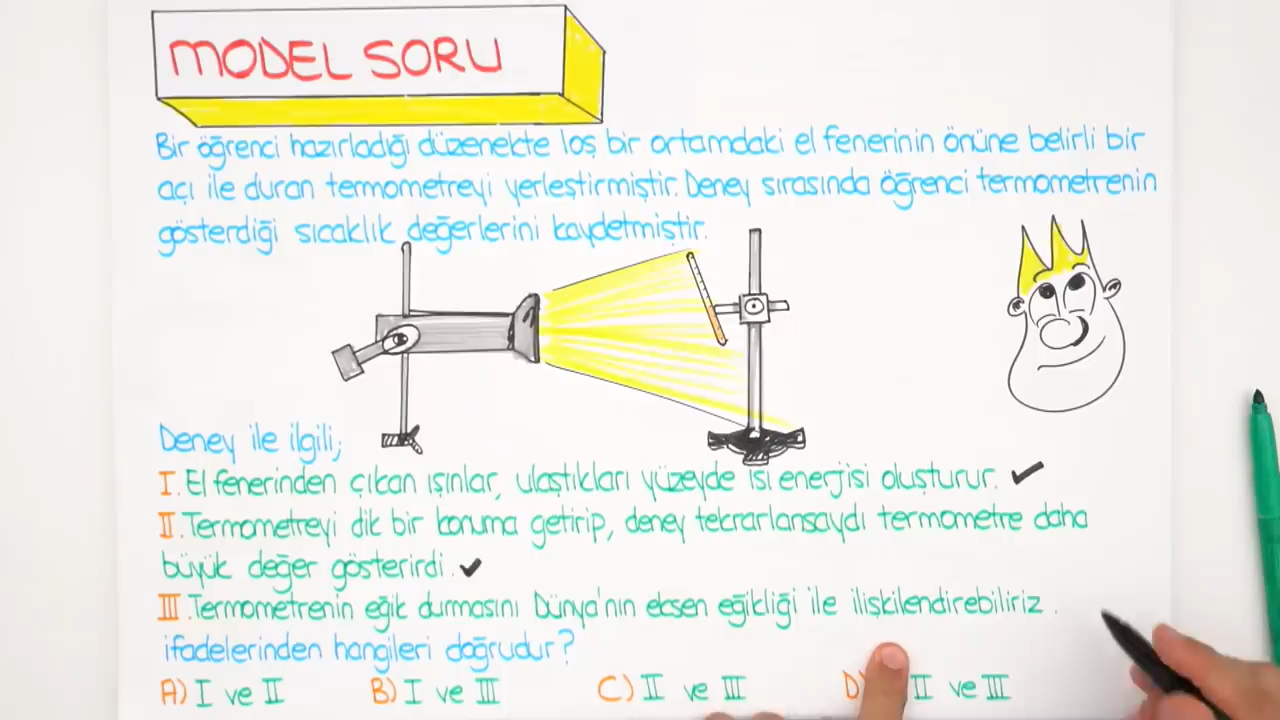 MODEL SORU
Bir öğrenci hazırladığı düzenekte loş bir ortamdaki el fenerinin önüne belirli bir
açı ile duran termometreyi yerleştirmiştir. Deney sırasında öğrenci termometrenin
gösterdiği sıcaklık değerlerini kaydetmiştir.
Deney ile ilgili;
I. El fenerinden çıkan ışınlar, ulaştıkları yüzeyde ısı enerjisi oluşturur.
II. Termometreyi dik bir konuma getirip, deney tekrarlansaydı termometre daha
büyük değer gösterirdi.
III. Termometrenin eğik durmasını Dünya'nın eksen eğikliği ile ilişkilendirebiliriz.
ifadelerinden hangileri doğrudur?
A) I ve II B) I ve III C) II ve III D) II ve III